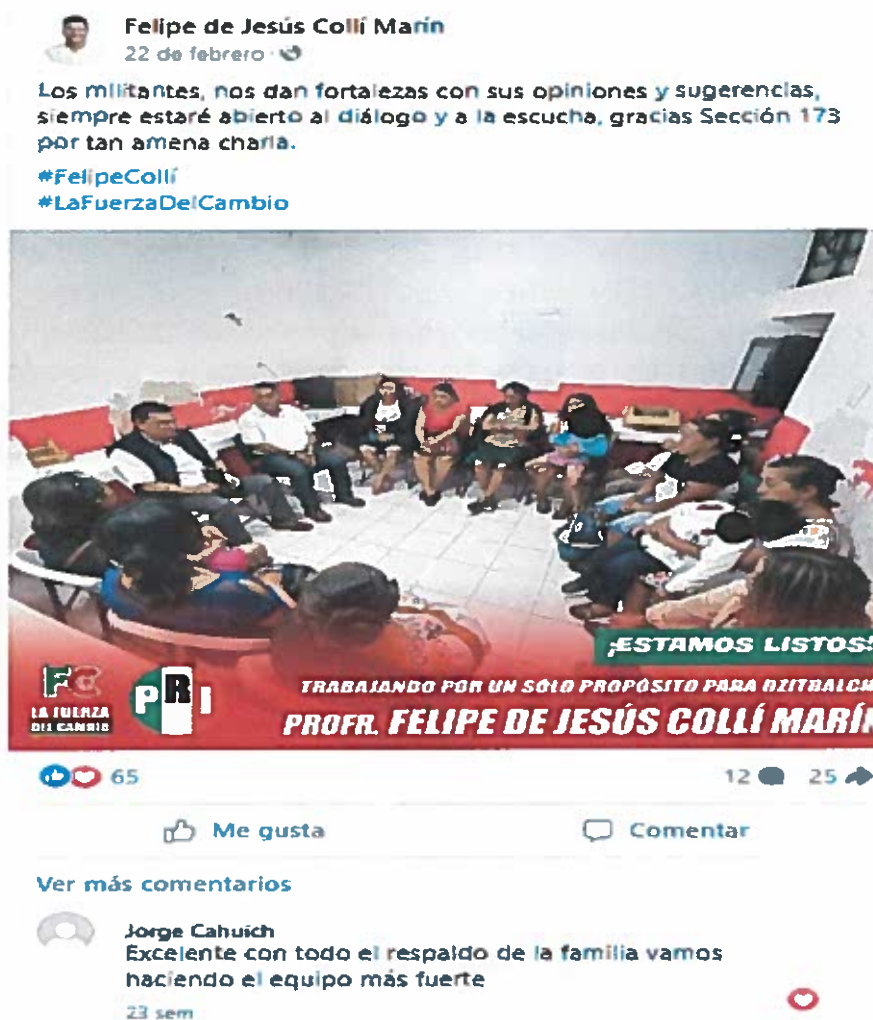 Felipe de Jesús Collí Marín
22 de febrero
Los militantes, nos dan fortalezas con sus opiniones y sugerencias,
siempre estaré abierto al diálogo y a la escucha, gracias Sección 173
por tan amena charla.
#FelipeCollí
#LaFuerzaDelCambio
¡ESTAMOS LISTOS!
FC
LA FUERZA
DEL CAMBIO
PRI
TRABAJANDO POR UN SÓLO PROPÓSITO PARA DZITBALCH
PROFR. FELIPE DE JESÚS COLLÍ MARÍN
65
12
25
Me gusta
Comentar
Ver más comentarios
Jorge Cahuich
Excelente con todo el respaldo de la familia vamos
haciendo el equipo más fuerte
23 sem